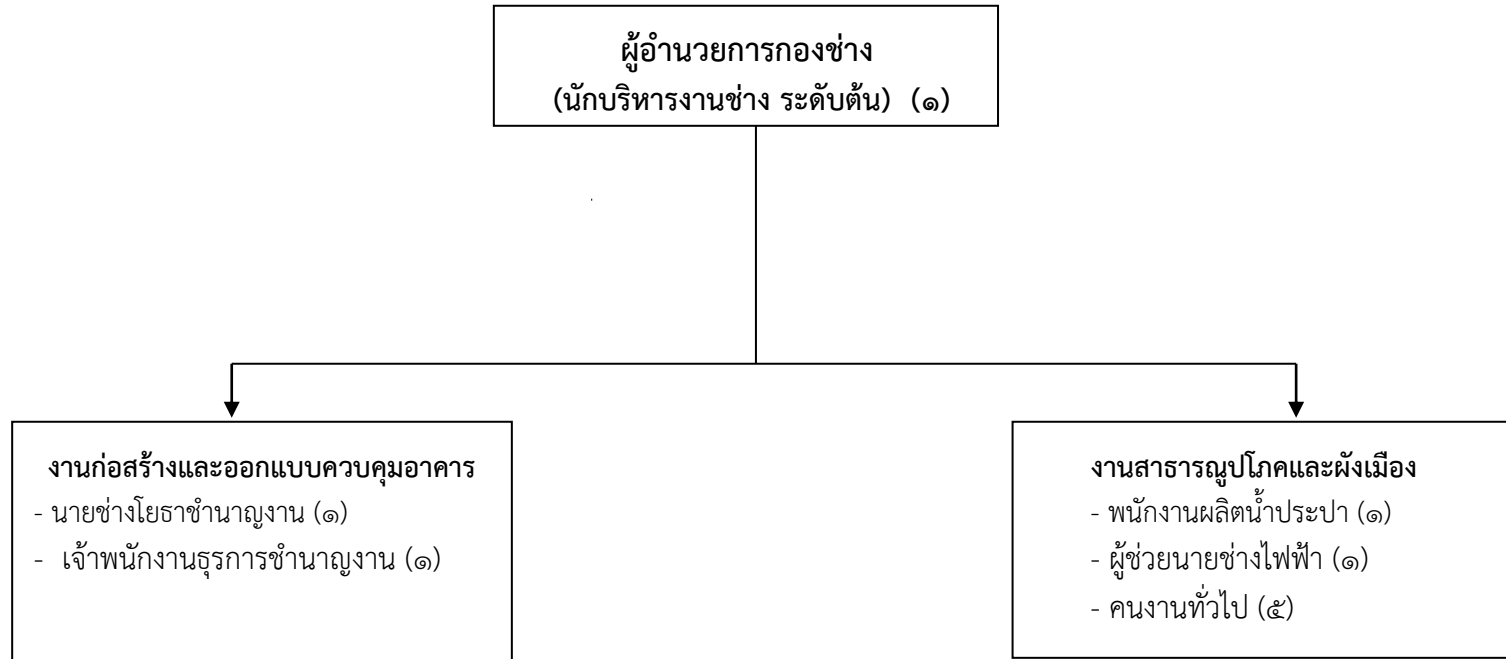 ผู้อำนวยการกองช่าง
(นักบริหารงานช่าง ระดับต้น) (๑)
งานก่อสร้างและออกแบบควบคุมอาคาร
- นายช่างโยธาชำนาญงาน (๑)
- เจ้าพนักงานธุรการชำนาญงาน (๑)
งานสาธารณูปโภคและผังเมือง
- พนักงานผลิตน้ำประปา (๑)
- ผู้ช่วยนายช่างไฟฟ้า (๑)
- คนงานทั่วไป (๕)